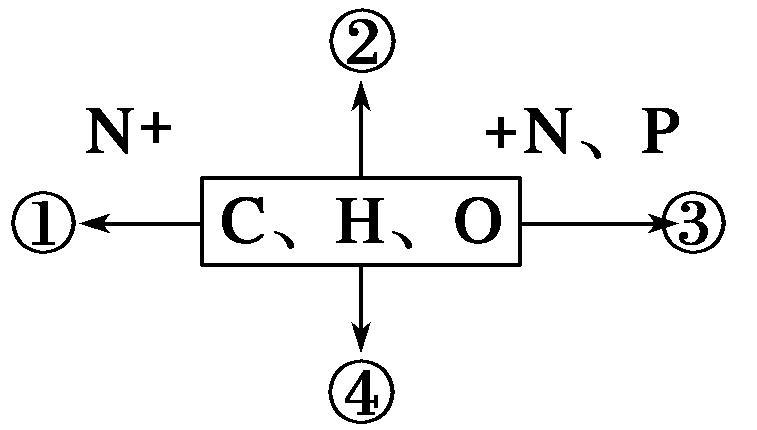 ②
N+
+N、P
①
C、H、O
③
④